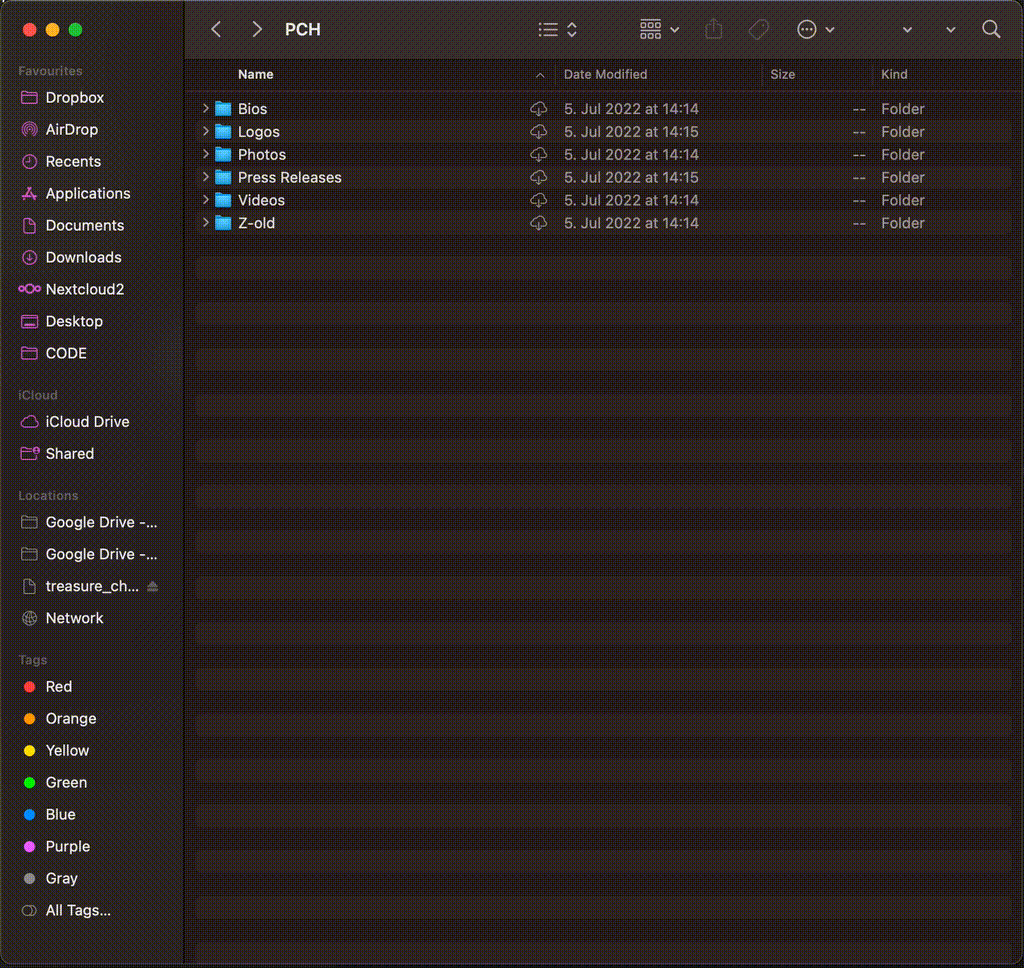 PCH
Favourites
Dropbox
AirDrop
Recents
Applications
Documents
Downloads
Nextcloud2
Desktop
CODE
iCloud
iCloud Drive
Shared
Locations
Google Drive -...
Google Drive -...
treasure_ch...
Network
Tags
Red
Orange
Yellow
Green
Blue
Purple
Gray
All Tags...
Name Date Modified Size Kind
Bios 5. Jul 2022 at 14:14 -- Folder
Logos 5. Jul 2022 at 14:15 -- Folder
Photos 5. Jul 2022 at 14:14 -- Folder
Press Releases 5. Jul 2022 at 14:15 -- Folder
Videos 5. Jul 2022 at 14:14 -- Folder
Z-old 5. Jul 2022 at 14:14 -- Folder